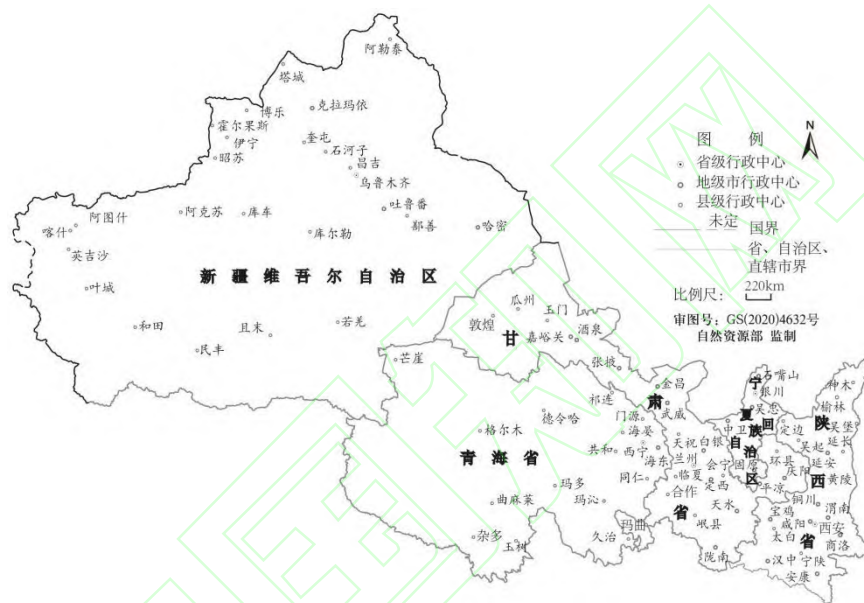 阿勒泰
塔城
博乐
克拉玛依
霍尔果斯
伊宁
奎屯
石河子
昭苏
昌吉
乌鲁木齐
阿图什
喀什
阿克苏
库车
吐鲁番
鄯善
哈密
库尔勒
英吉沙
叶城
新疆维吾尔自治区
和田
且末
若羌
民丰
图 例
N
省级行政中心
地级市行政中心
县级行政中心
未定
国界
省、自治区、
直辖市界
比例尺:
220km
审图号:GS(2020)4632号
自然资源部 监制
瓜州
玉门
敦煌
甘
嘉峪关
酒泉
芒崖
张掖
祁连
金昌
肃
武威
宁
石嘴山
银川
吴忠
夏
回
族
中卫
自
治
区
神木
榆林
陕
吴堡
定边
延长
吴起
德令哈
门源
海晏
格尔木
天祝
白银
西宁
共和
兰州
青海省
海东
会宁
固原
环县
延安
同仁
临夏
庆阳
黄陵
定西
平凉
西
玛多
合作
曲麻莱
玛沁
天水
铜川
渭南
宝鸡
省
玛曲
岷县
咸阳
西安
太白
省
商洛
杂多
玉树
久治
陇南
汉中
宁陕
安康